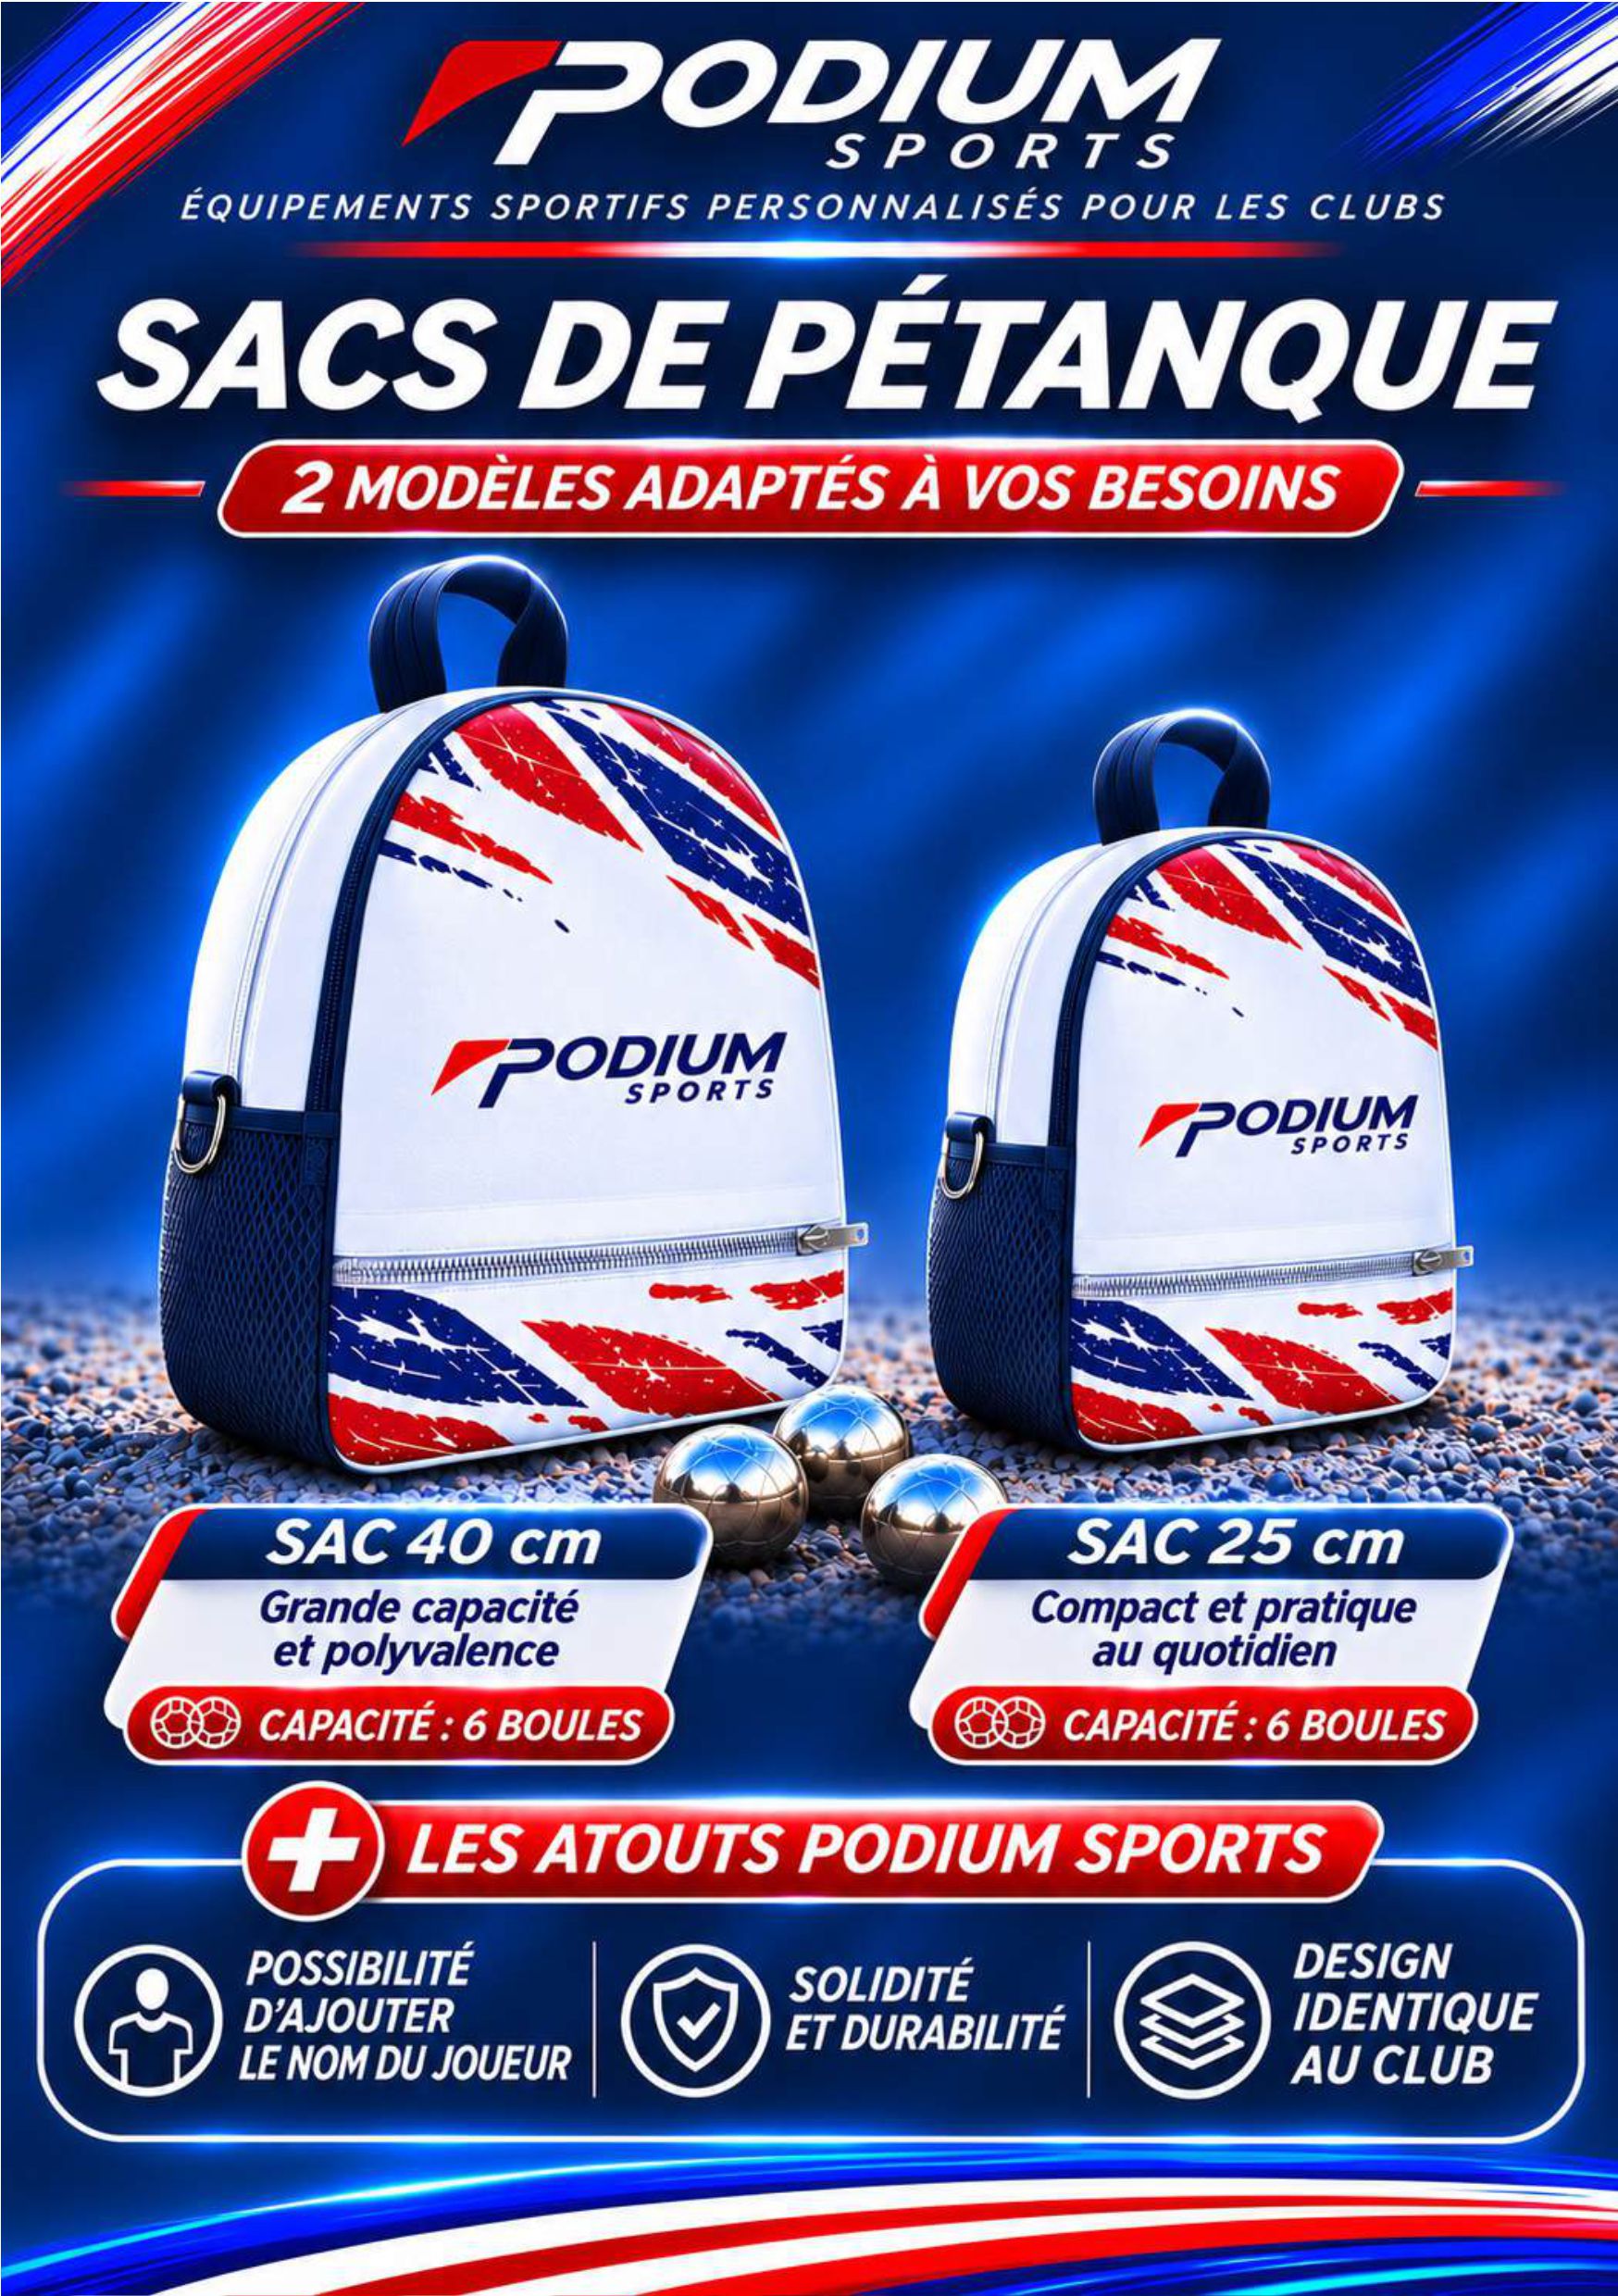 PODIUM
SPORTS
ÉQUIPEMENTS SPORTIFS PERSONNALISÉS POUR LES CLUBS
SACS DE PÉTANQUE
2 MODÈLES ADAPTÉS À VOS BESOINS
PODIUM
SPORTS
PODIUM
SPORTS
SAC 40 cm
Grande capacité
et polyvalence
CAPACITÉ : 6 BOULES
SAC 25 cm
Compact et pratique
au quotidien
CAPACITÉ : 6 BOULES
LES ATOUTS PODIUM SPORTS
POSSIBILITÉ
D'AJOUTER
LE NOM DU JOUEUR
SOLIDITÉ
ET DURABILITÉ
DESIGN
IDENTIQUE
AU CLUB